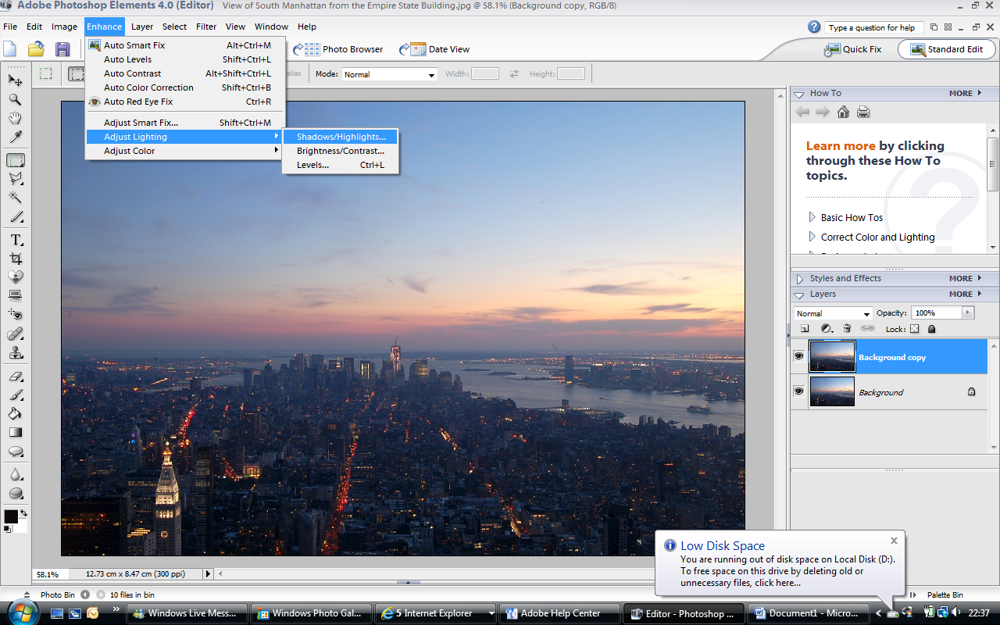 Adobe Photoshop Elements 4.0 (Editor) View of South Manhattan from the Empire State Building.jpg @ 58.1% (Background copy, RGB/8)
File Edit Image Enhance Layer Select Filter View Window Help
Type a question for help
Photo Browser Date View
Quick Fix Standard Edit
Auto Smart Fix Alt+Ctrl+M
Auto Levels Shift+Ctrl+L
Auto Contrast Alt+Shift+Ctrl+L
Auto Color Correction Shift+Ctrl+B
Auto Red Eye Fix Ctrl+R
Adjust Smart Fix... Shift+Ctrl+M
Adjust Lighting
Adjust Color
Shadows/Highlights...
Brightness/Contrast...
Levels... Ctrl+L
alias Mode: Normal Width: Height:
How To MORE
Learn more by clicking
through these How To
topics.
Basic How Tos
Correct Color and Lighting
Styles and Effects MORE
Layers MORE
Normal Opacity: 100%
Lock:
Background copy
Background
Low Disk Space
You are running out of disk space on Local Disk (D:).
To free space on this drive by deleting old or
unnecessary files, click here...
58.1% 12.73 cm x 8.47 cm (300 ppi)
Photo Bin 10 files in bin
Palette Bin
Windows Live Mess... Windows Photo Gal... 5 Internet Explorer Adobe Help Center Editor - Photoshop ... Document1 - Micro... 22:37